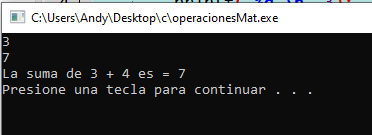 C:\Users\Andy\Desktop\c\operacionesMat.exe
3
7
La suma de 3 + 4 es = 7
Presione una tecla para continuar . . .